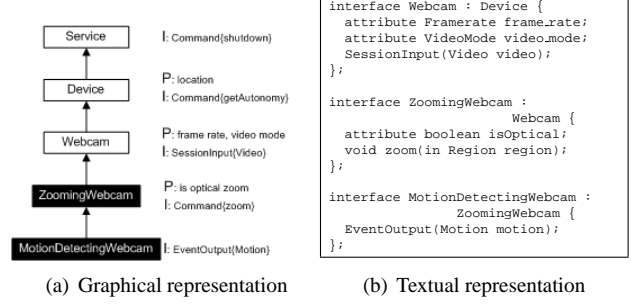 Service
I: Command{shutdown}
P: location
Device
I: Command{getAutonomy}
P: frame rate, video mode
Webcam
I: SessionInput{Video}
P: is optical zoom
ZoomingWebcam
I: Command{zoom}
MotionDetectingWebcam
I: EventOutput{Motion}
(a) Graphical representation
interface Webcam : Device {
attribute Framerate frame_rate;
attribute VideoMode video_mode;
SessionInput(Video video);
};
interface ZoomingWebcam :
Webcam {
attribute boolean isOptical;
void zoom(in Region region);
};
interface MotionDetectingWebcam :
ZoomingWebcam {
EventOutput(Motion motion);
};
(b) Textual representation